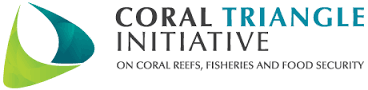 CORAL TRIANGLE
INITIATIVE
ON CORAL REEFS, FISHERIES AND FOOD SECURITY